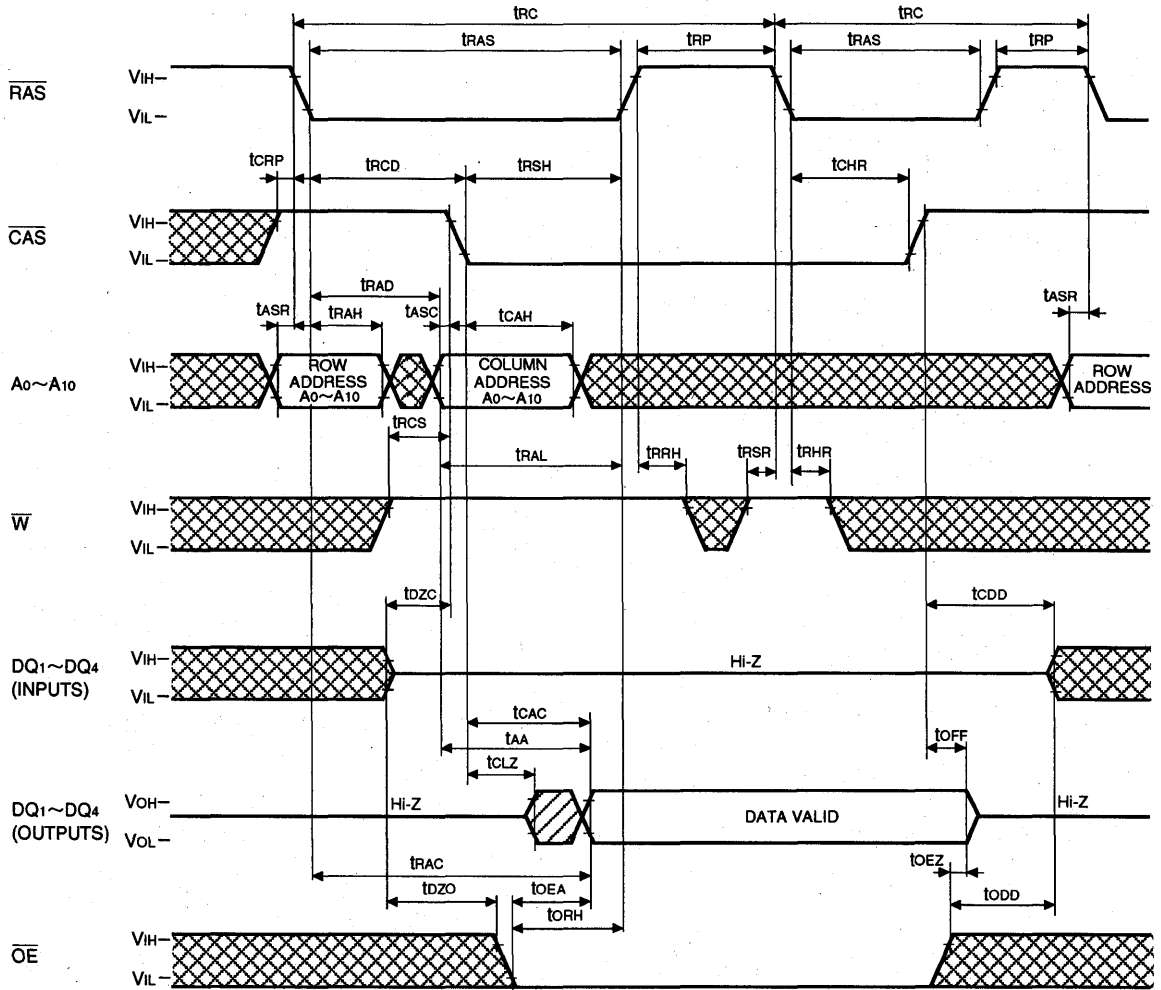 tRC tRC
tRAS tRP tRAS tRP
RAS VIH
VIL
tCRP tRCD tRSH tCHR
CAS VIH
VIL
tRAD
tASR tRAH tASC tCAH tASR
A0~A10 VIH
VIL
ROW
ADDRESS
A0~A10
COLUMN
ADDRESS
A0~A10
ROW
ADDRESS
tRCS
tRAL tRRH tRSR tRHR
W VIH
VIL
tDZC tCDD
DQ1~DQ4
(INPUTS)
VIH
VIL
Hi-Z
tCAC
tAA tOFF
tCLZ
DQ1~DQ4
(OUTPUTS)
VOH
VOL
Hi-Z DATA VALID Hi-Z
tRAC tOEZ
tDZO tOEA tODD
tORH
OE VIH
VIL